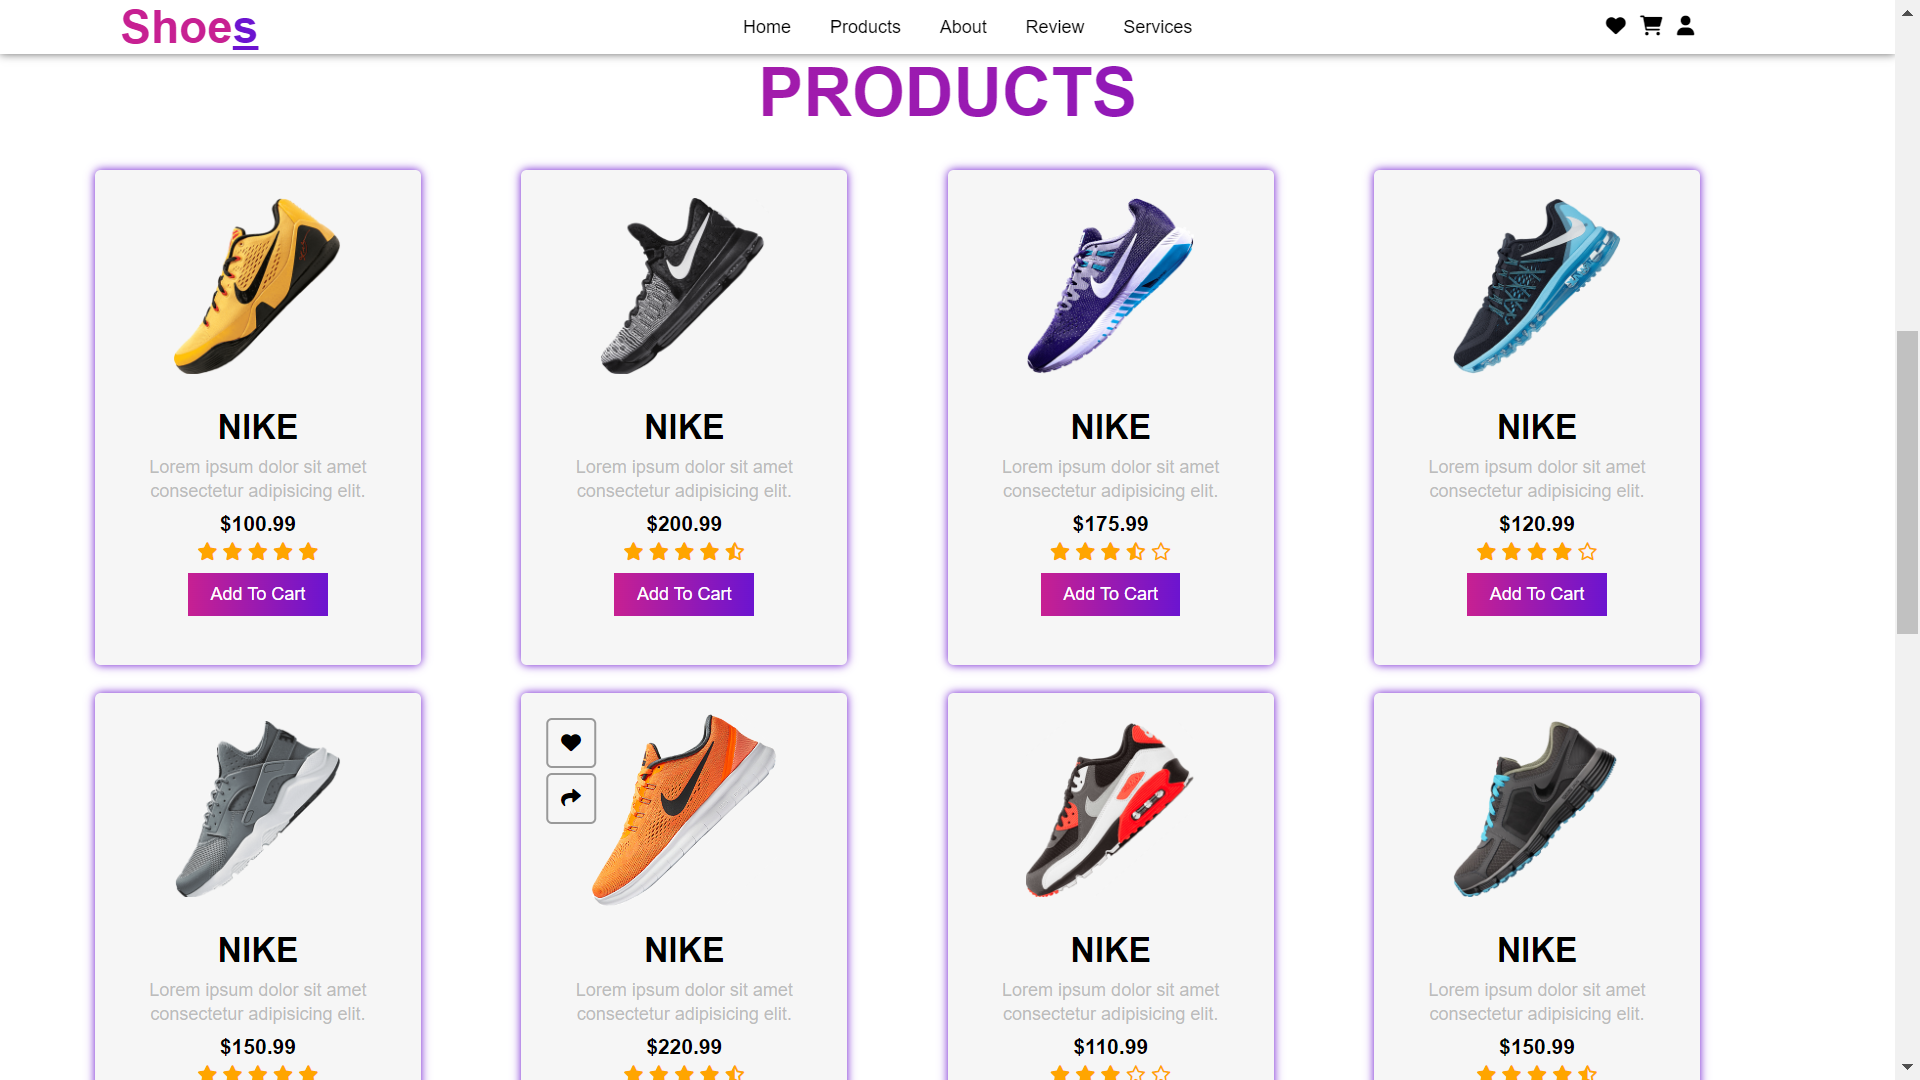 Shoes
Home Products About Review Services
PRODUCTS
NIKE
Lorem ipsum dolor sit amet
consectetur adipisicing elit.
$100.99
Add To Cart
NIKE
Lorem ipsum dolor sit amet
consectetur adipisicing elit.
$200.99
Add To Cart
NIKE
Lorem ipsum dolor sit amet
consectetur adipisicing elit.
$175.99
Add To Cart
NIKE
Lorem ipsum dolor sit amet
consectetur adipisicing elit.
$120.99
Add To Cart
NIKE
Lorem ipsum dolor sit amet
consectetur adipisicing elit.
$150.99
NIKE
Lorem ipsum dolor sit amet
consectetur adipisicing elit.
$220.99
NIKE
Lorem ipsum dolor sit amet
consectetur adipisicing elit.
$110.99
NIKE
Lorem ipsum dolor sit amet
consectetur adipisicing elit.
$150.99